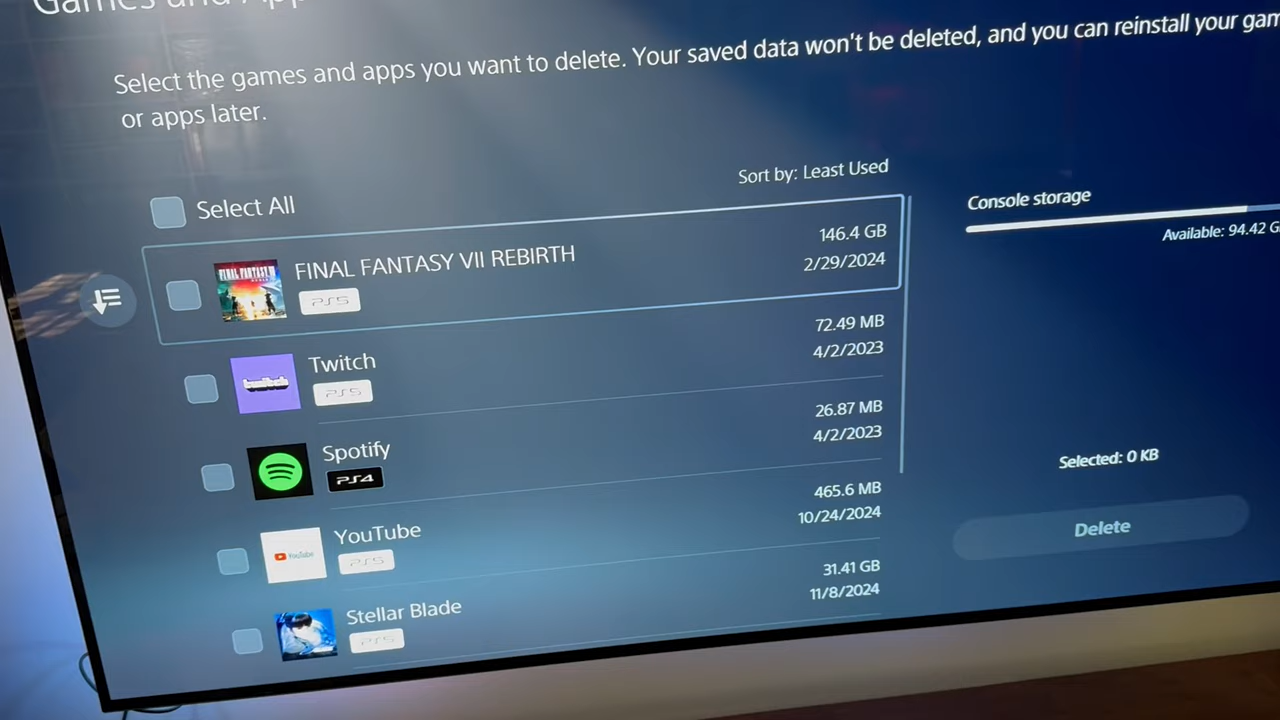 Games and App
Select the games and apps you want to delete. Your saved data won't be deleted, and you can reinstall your gam
or apps later.
Sort by: Least Used
Select All
Console storage
Available: 94.42 G
FINAL FANTASY VII REBIRTH
PS5
146.4 GB
2/29/2024
Twitch
PS5
72.49 MB
4/2/2023
Spotify
PS4
26.87 MB
4/2/2023
YouTube
YouTube
PS5
465.6 MB
10/24/2024
Stellar Blade
PS5
31.41 GB
11/8/2024
Selected: 0 KB
Delete